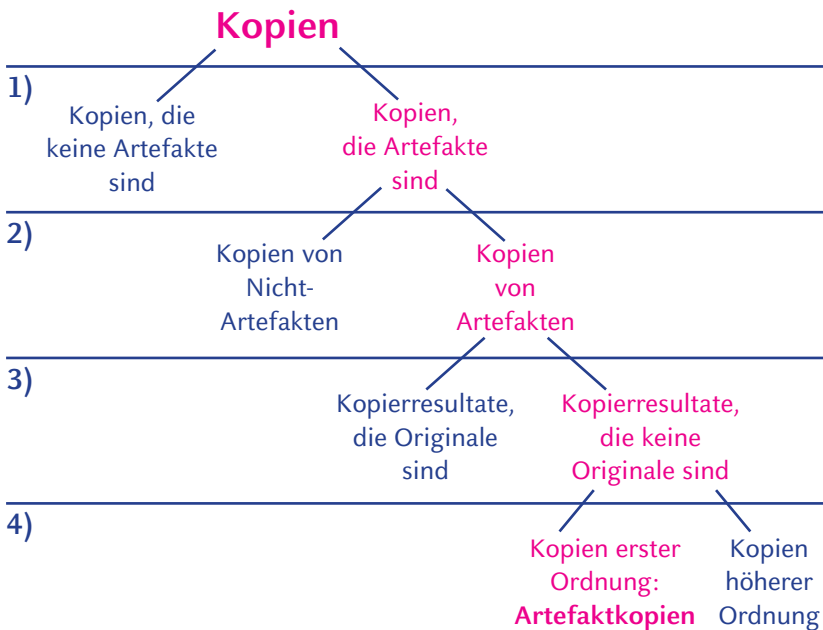 Kopien
1)
Kopien, die
keine Artefakte
sind
Kopien,
die Artefakte
sind
2)
Kopien von
Nicht-
Artefakten
Kopien
von
Artefakten
3)
Kopierresultate,
die Originale
sind
Kopierresultate,
die keine
Originale sind
4)
Kopien erster
Ordnung:
Artefaktkopien
Kopien
höherer
Ordnung